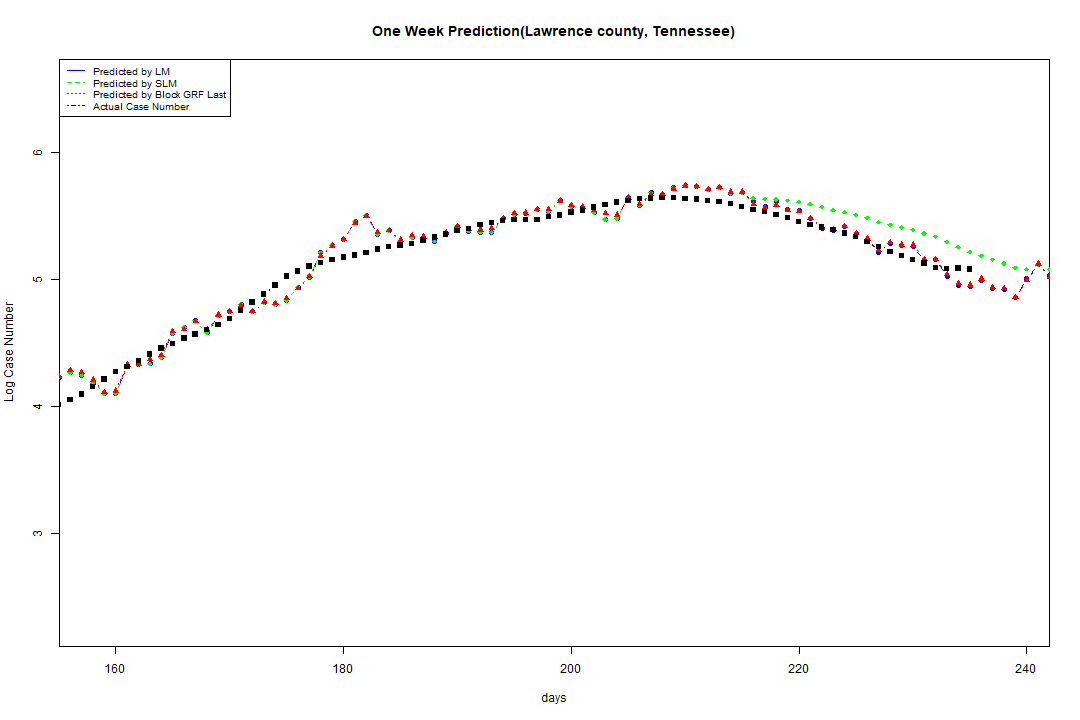 One Week Prediction(Lawrence county, Tennessee)
Predicted by LM
Predicted by SLM
Predicted by Block GRF Last
Actual Case Number
6
5
4
3
Log Case Number
160 180 200 220 240
days